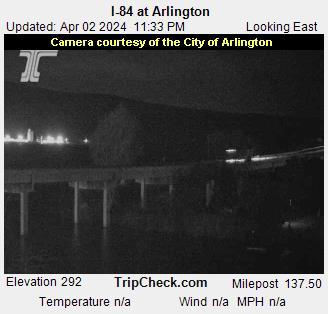 I-84 at Arlington
Updated: Apr 02 2024 11:33 PM Looking East
Camera courtesy of the City of Arlington
Elevation 292 TripCheck.com Milepost 137.50
Temperature n/a Wind n/a MPH n/a